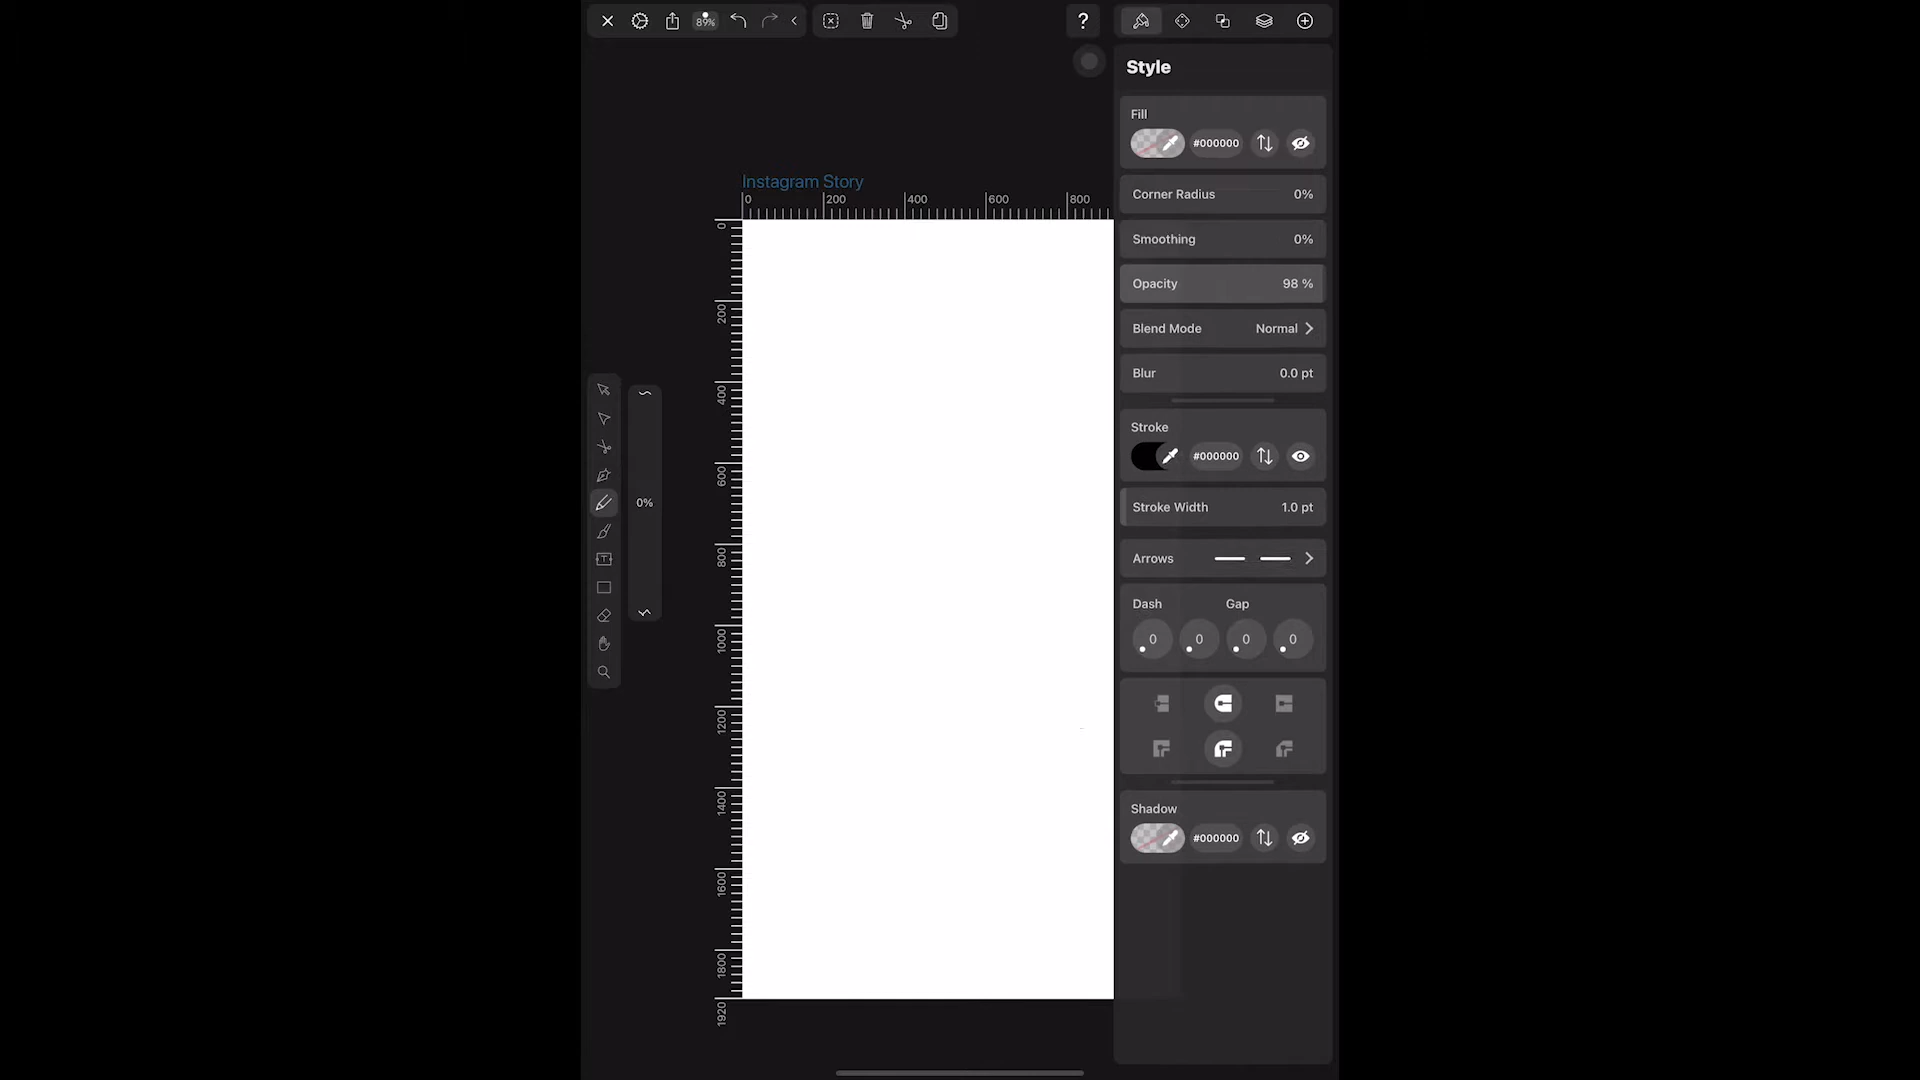 89%
?
Style
Fill
#000000
Corner Radius 0%
Smoothing 0%
Opacity 98 %
Blend Mode Normal
Blur 0.0 pt
Stroke
#000000
Stroke Width 1.0 pt
Arrows
Dash Gap
0 0 0 0
Shadow
#000000
Instagram Story
0 200 400 600 800
0
200
400
600
800
1000
1200
1400
1600
1800
1920
0%
T